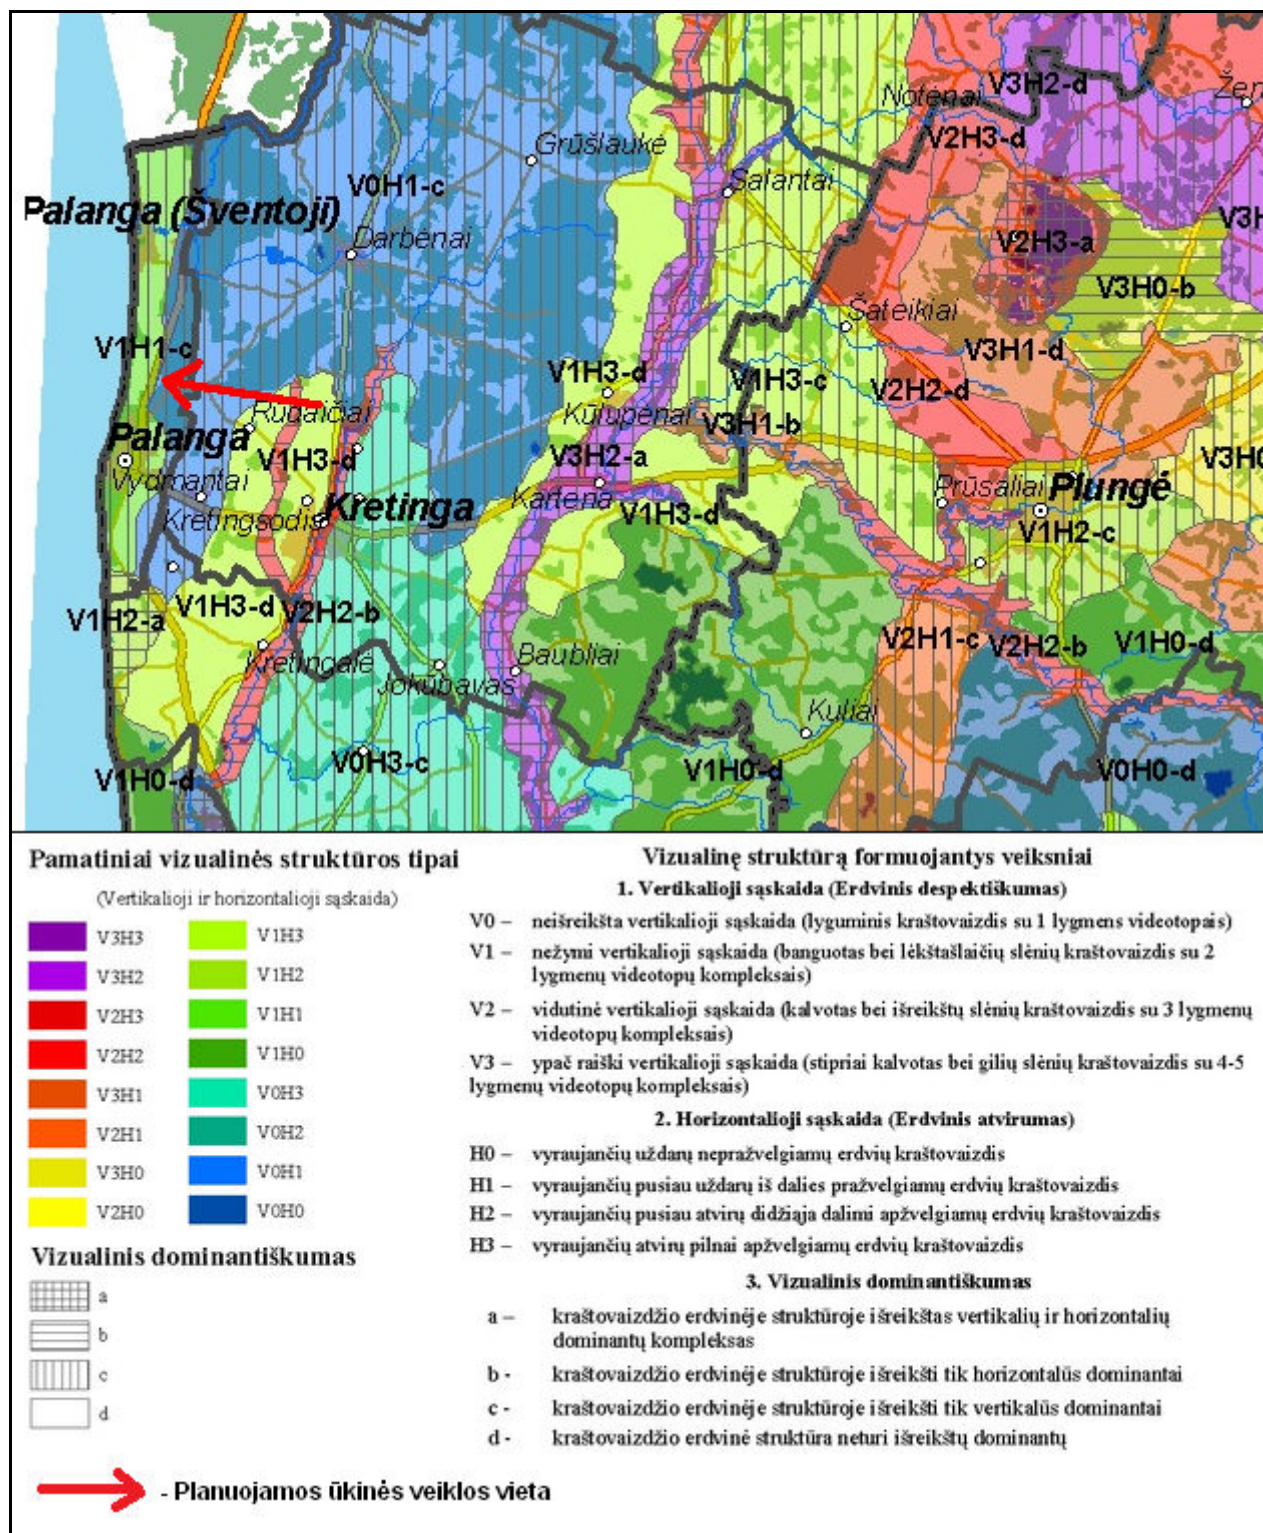 Notėnai
V3H2-d
Žen
V2H3-d
Grūšlaukė
V0H1-c
Salantai
Palanga (Šventoji)
V3H
Darbėnai
V2H3-a
V3H0-b
Šateikiai
V1H1-c
V3H1-d
V1H3-d
V1H3-c
V2H2-d
Rūdaičiai
Kūlupėnai
V3H1-b
Palanga
V1H3-d
V3H2-a
V3H0
Vydmantai
Kartena
Prūsaliai
Plungė
Kretingsodis
Kretinga
V1H3-d
V1H2-c
V1H2-a
V1H3-d
V2H2-b
V2H1-c
V2H2-b
V1H0-d
Kretingalė
Baubliai
Jokūbavas
Kuliai
V1H0-d
V0H3-c
V1H0-d
V0H0-d
Pamatiniai vizualinės struktūros tipai
(Vertikalioji ir horizontalioji sąskaida)
V3H3
V1H3
V3H2
V1H2
V2H3
V1H1
V2H2
V1H0
V3H1
V0H3
V2H1
V0H2
V3H0
V0H1
V2H0
V0H0
Vizualinis dominantiškumas
a
b
c
d
Vizualinę struktūrą formuojantys veiksniai
1. Vertikalioji sąskaida (Erdvinis despektiškumas)
V0 – neišreikšta vertikalioji sąskaida (lyguminis kraštovaizdis su 1 lygmens videotopais)
V1 – nežymi vertikalioji sąskaida (banguotas bei lėkštašlaičių slėnių kraštovaizdis su 2
lygmenų videotopų kompleksais)
V2 – vidutinė vertikalioji sąskaida (kalvotas bei išreikštų slėnių kraštovaizdis su 3 lygmenų
videotopų kompleksais)
V3 – ypač raiški vertikalioji sąskaida (stipriai kalvotas bei gilių slėnių kraštovaizdis su 4-5
lygmenų videotopų kompleksais)
2. Horizontalioji sąskaida (Erdvinis atvirumas)
H0 – vyraujančių uždarų nepražvelgiamų erdvių kraštovaizdis
H1 – vyraujančių pusiau uždarų iš dalies pražvelgiamų erdvių kraštovaizdis
H2 – vyraujančių pusiau atvirų didžiąja dalimi apžvelgiamų erdvių kraštovaizdis
H3 – vyraujančių atvirų pilnai apžvelgiamų erdvių kraštovaizdis
3. Vizualinis dominantiškumas
a – kraštovaizdžio erdvinėje struktūroje išreikštas vertikalių ir horizontalių
dominantų kompleksas
b - kraštovaizdžio erdvinėje struktūroje išreikšti tik horizontalūs dominantai
c - kraštovaizdžio erdvinėje struktūroje išreikšti tik vertikalūs dominantai
d - kraštovaizdžio erdvinė struktūra neturi išreikštų dominantų
- Planuojamos ūkinės veiklos vieta